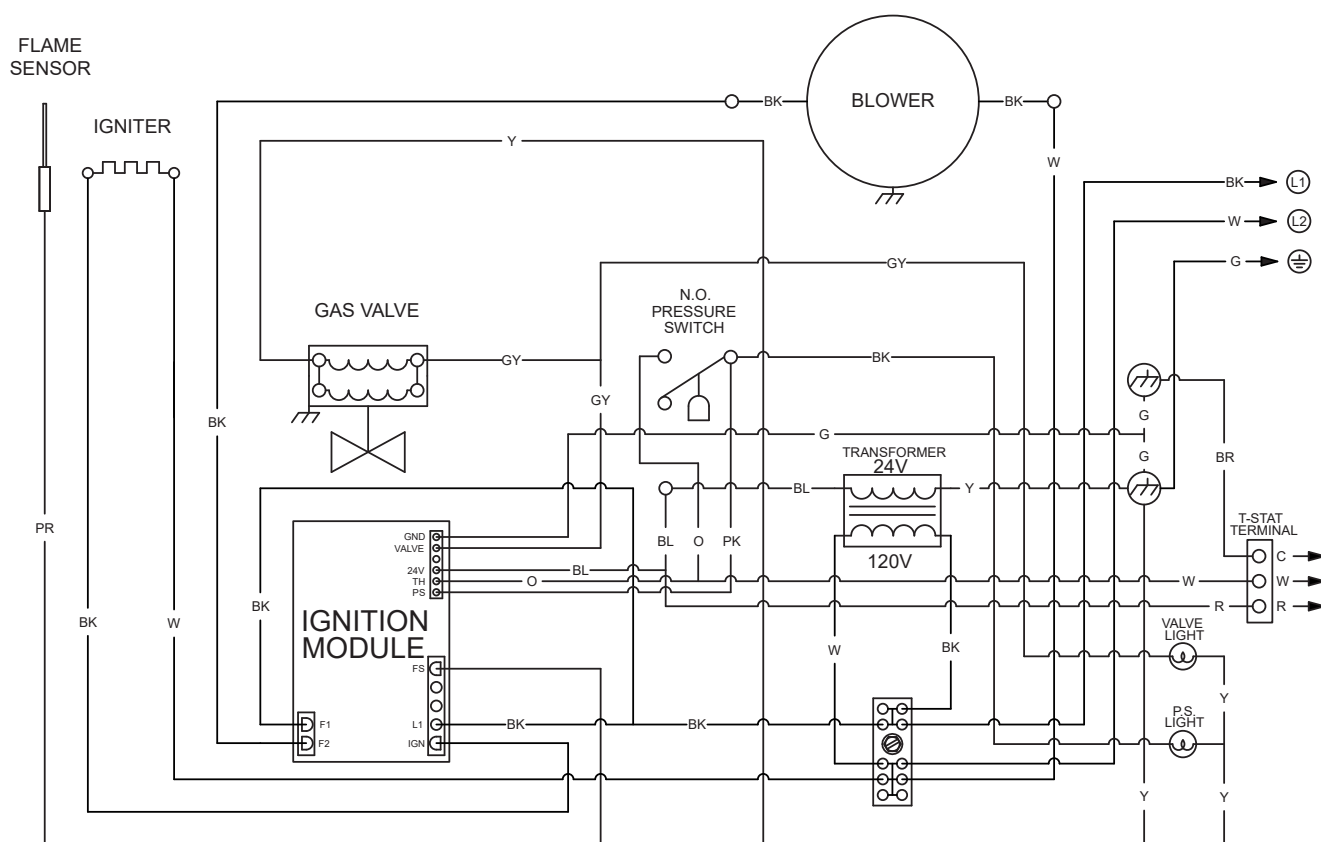 FLAME
SENSOR
IGNITER
BK
BLOWER
BK
Y
W
BK
L1
W
L2
GY
G
N.O.
PRESSURE
SWITCH
GAS VALVE
GY
BK
GY
BK
G
G
G
BR
TRANSFORMER
24V
BL
Y
120V
PR
BL
O
PK
T-STAT
TERMINAL
GND
VALVE
24V
TH
PS
BL
O
C
W
W
R
R
BK
BK
W
IGNITION
MODULE
W
BK
VALVE
LIGHT
FS
Y
P.S.
LIGHT
F1
L1
BK
BK
F2
IGN
Y
Y